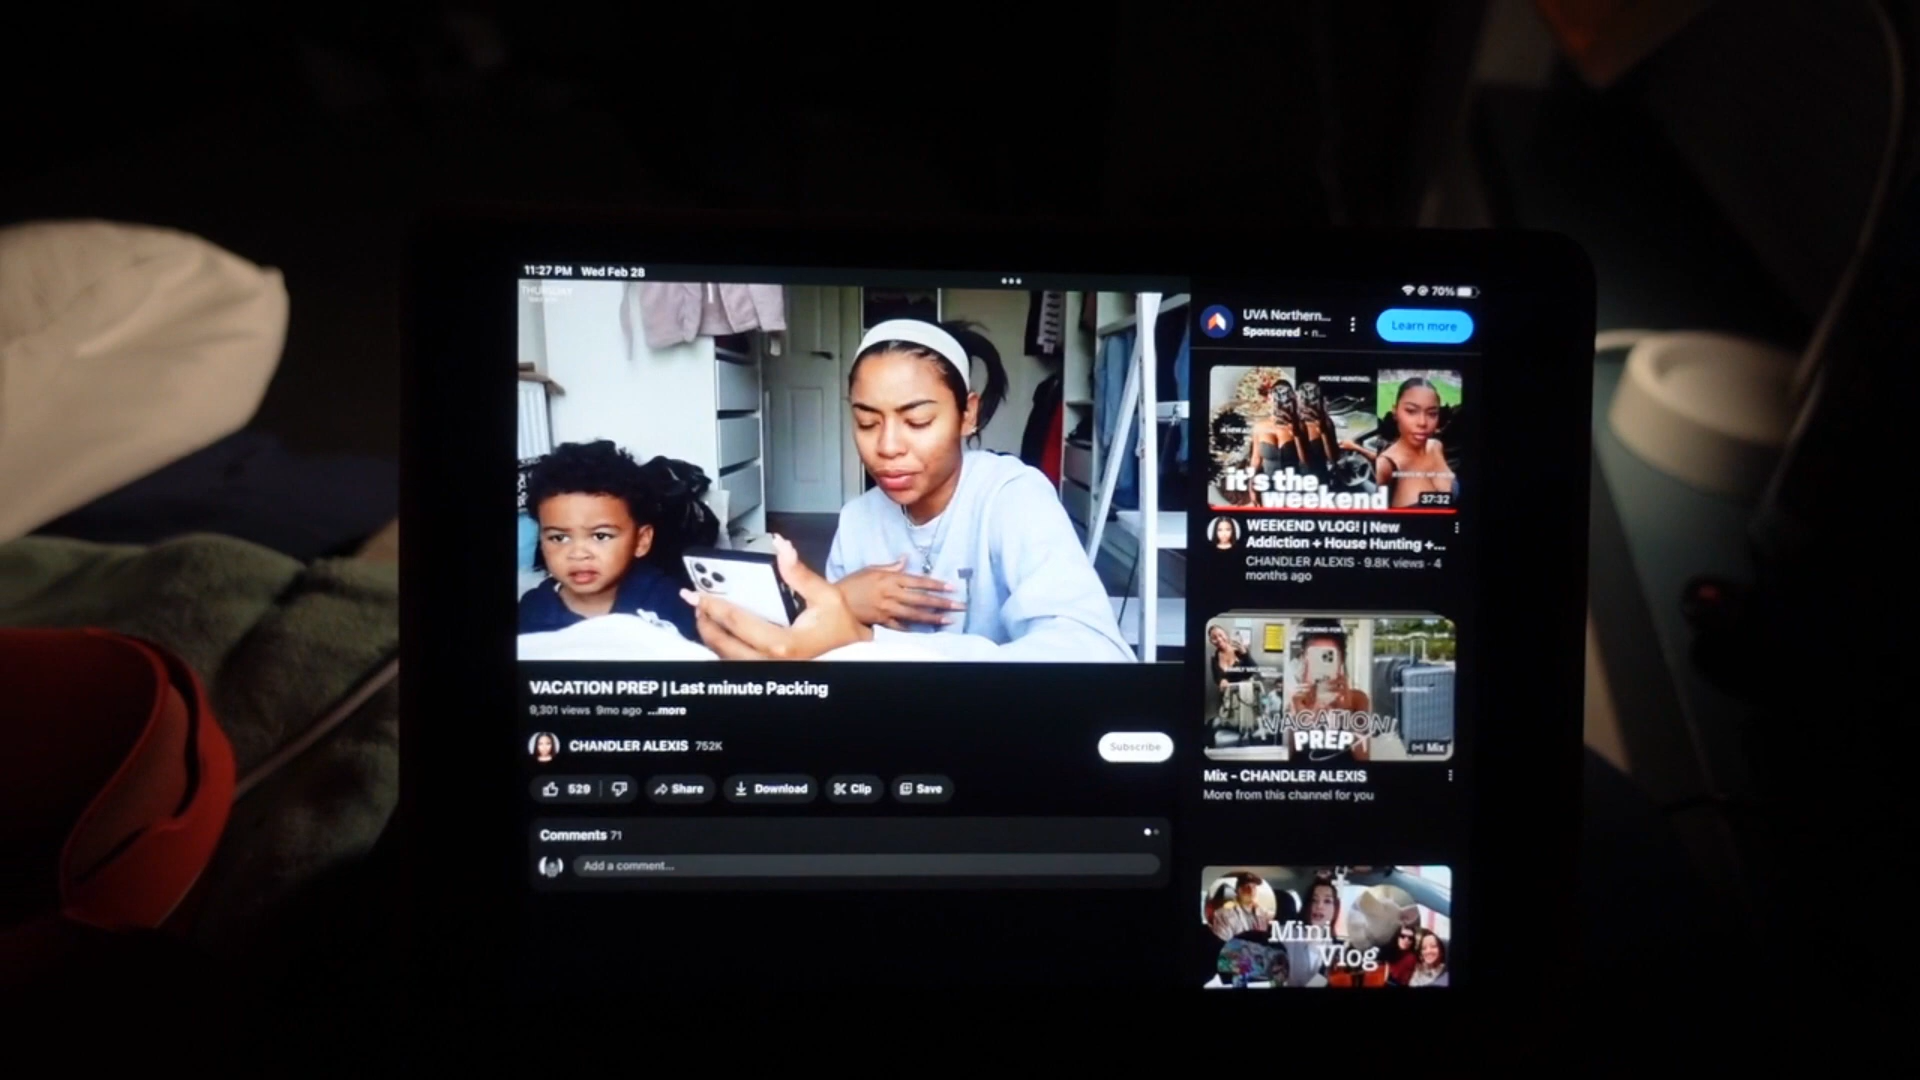 11:27 PM Wed Feb 28
70%
THURSDAY
UVA Northern...
Sponsored · n...
Learn more
HOUSE HUNTING!
it's the
weekend
37:32
WEEKEND VLOG! | New
Addiction + House Hunting +...
CHANDLER ALEXIS · 9.8K views · 4
months ago
VACATION PREP | Last minute Packing
9,301 views 9mo ago ...more
CHANDLER ALEXIS 752K
Subscribe
529
Share
Download
Clip
Save
Comments 71
Add a comment...
VACATION
PREP
Mix
Mix - CHANDLER ALEXIS
More from this channel for you
Mini
Vlog